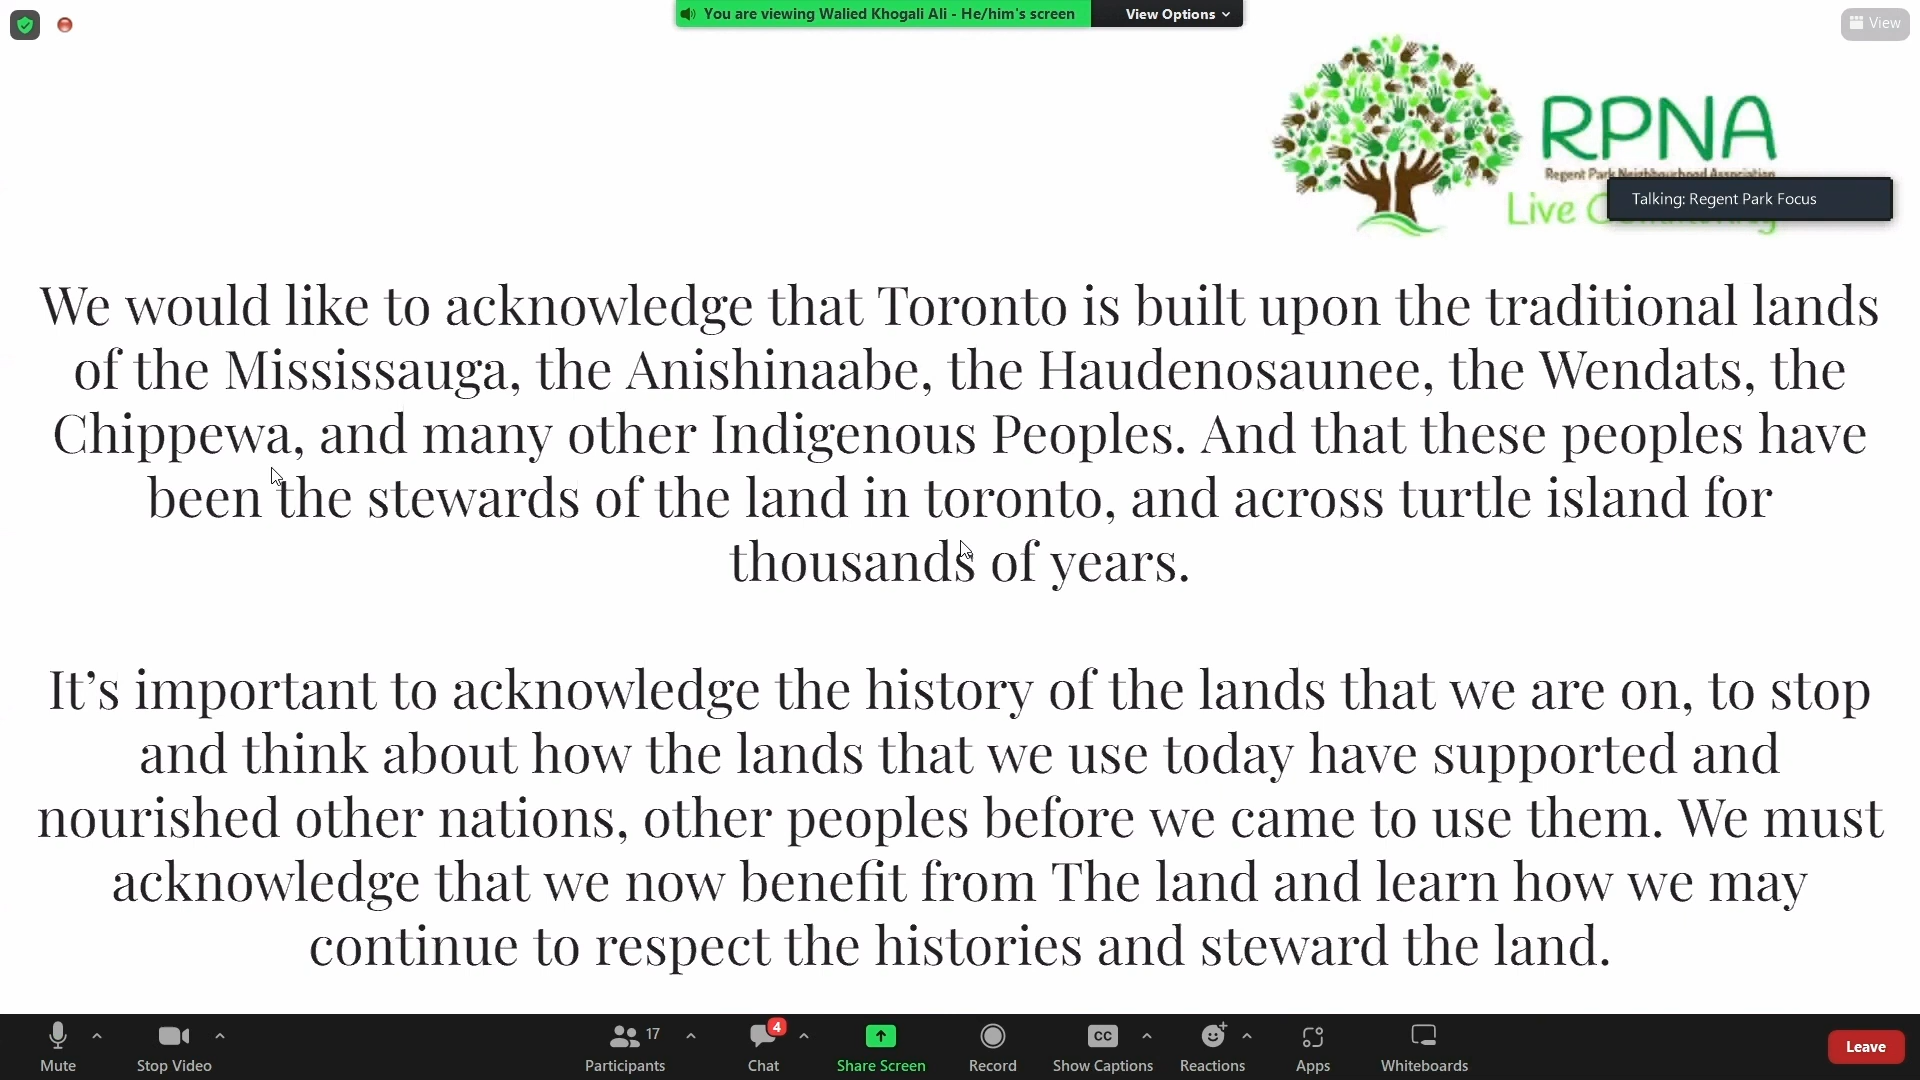 You are viewing Walied Khogali Ali - He/him's screen
View Options
View
RPNA
Regent Park Neighbourhood Association
Talking: Regent Park Focus
Live
We would like to acknowledge that Toronto is built upon the traditional lands
of the Mississauga, the Anishinaabe, the Haudenosaunee, the Wendats, the
Chippewa, and many other Indigenous Peoples. And that these peoples have
been the stewards of the land in toronto, and across turtle island for
thousands of years.
It’s important to acknowledge the history of the lands that we are on, to stop
and think about how the lands that we use today have supported and
nourished other nations, other peoples before we came to use them. We must
acknowledge that we now benefit from The land and learn how we may
continue to respect the histories and steward the land.
17
4
CC
Mute
Stop Video
Participants
Chat
Share Screen
Record
Show Captions
Reactions
Apps
Whiteboards
Leave